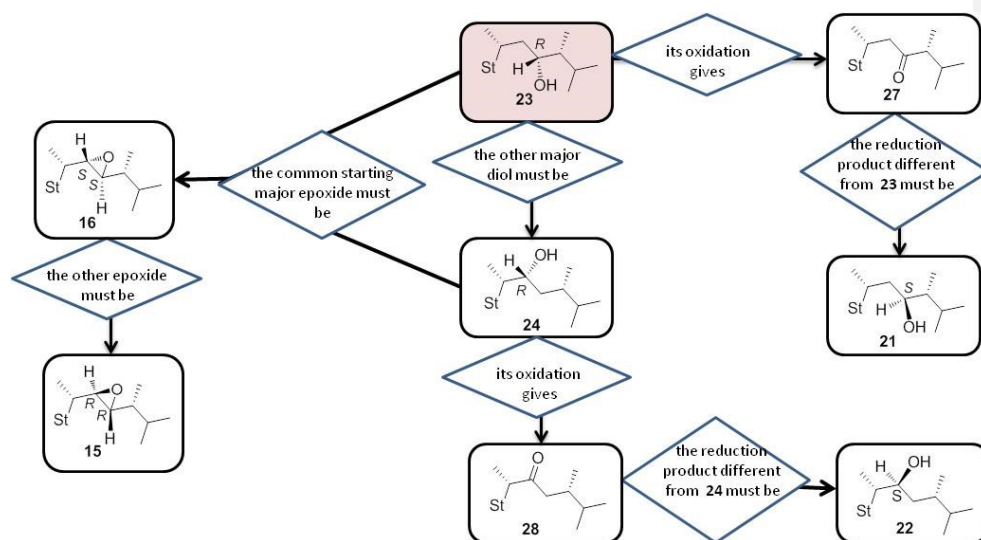 R
H
OH
St
23
its oxidation
gives
O
St
27
H
O
S
S
H
St
16
the common starting
major epoxide must
be
the other major
diol must be
the reduction
product different
from 23 must be
the other epoxide
must be
H
OH
R
St
24
S
H
OH
St
21
H
O
R
R
H
St
15
its oxidation
gives
O
St
28
the reduction
product different
from 24 must be
H
OH
S
St
22